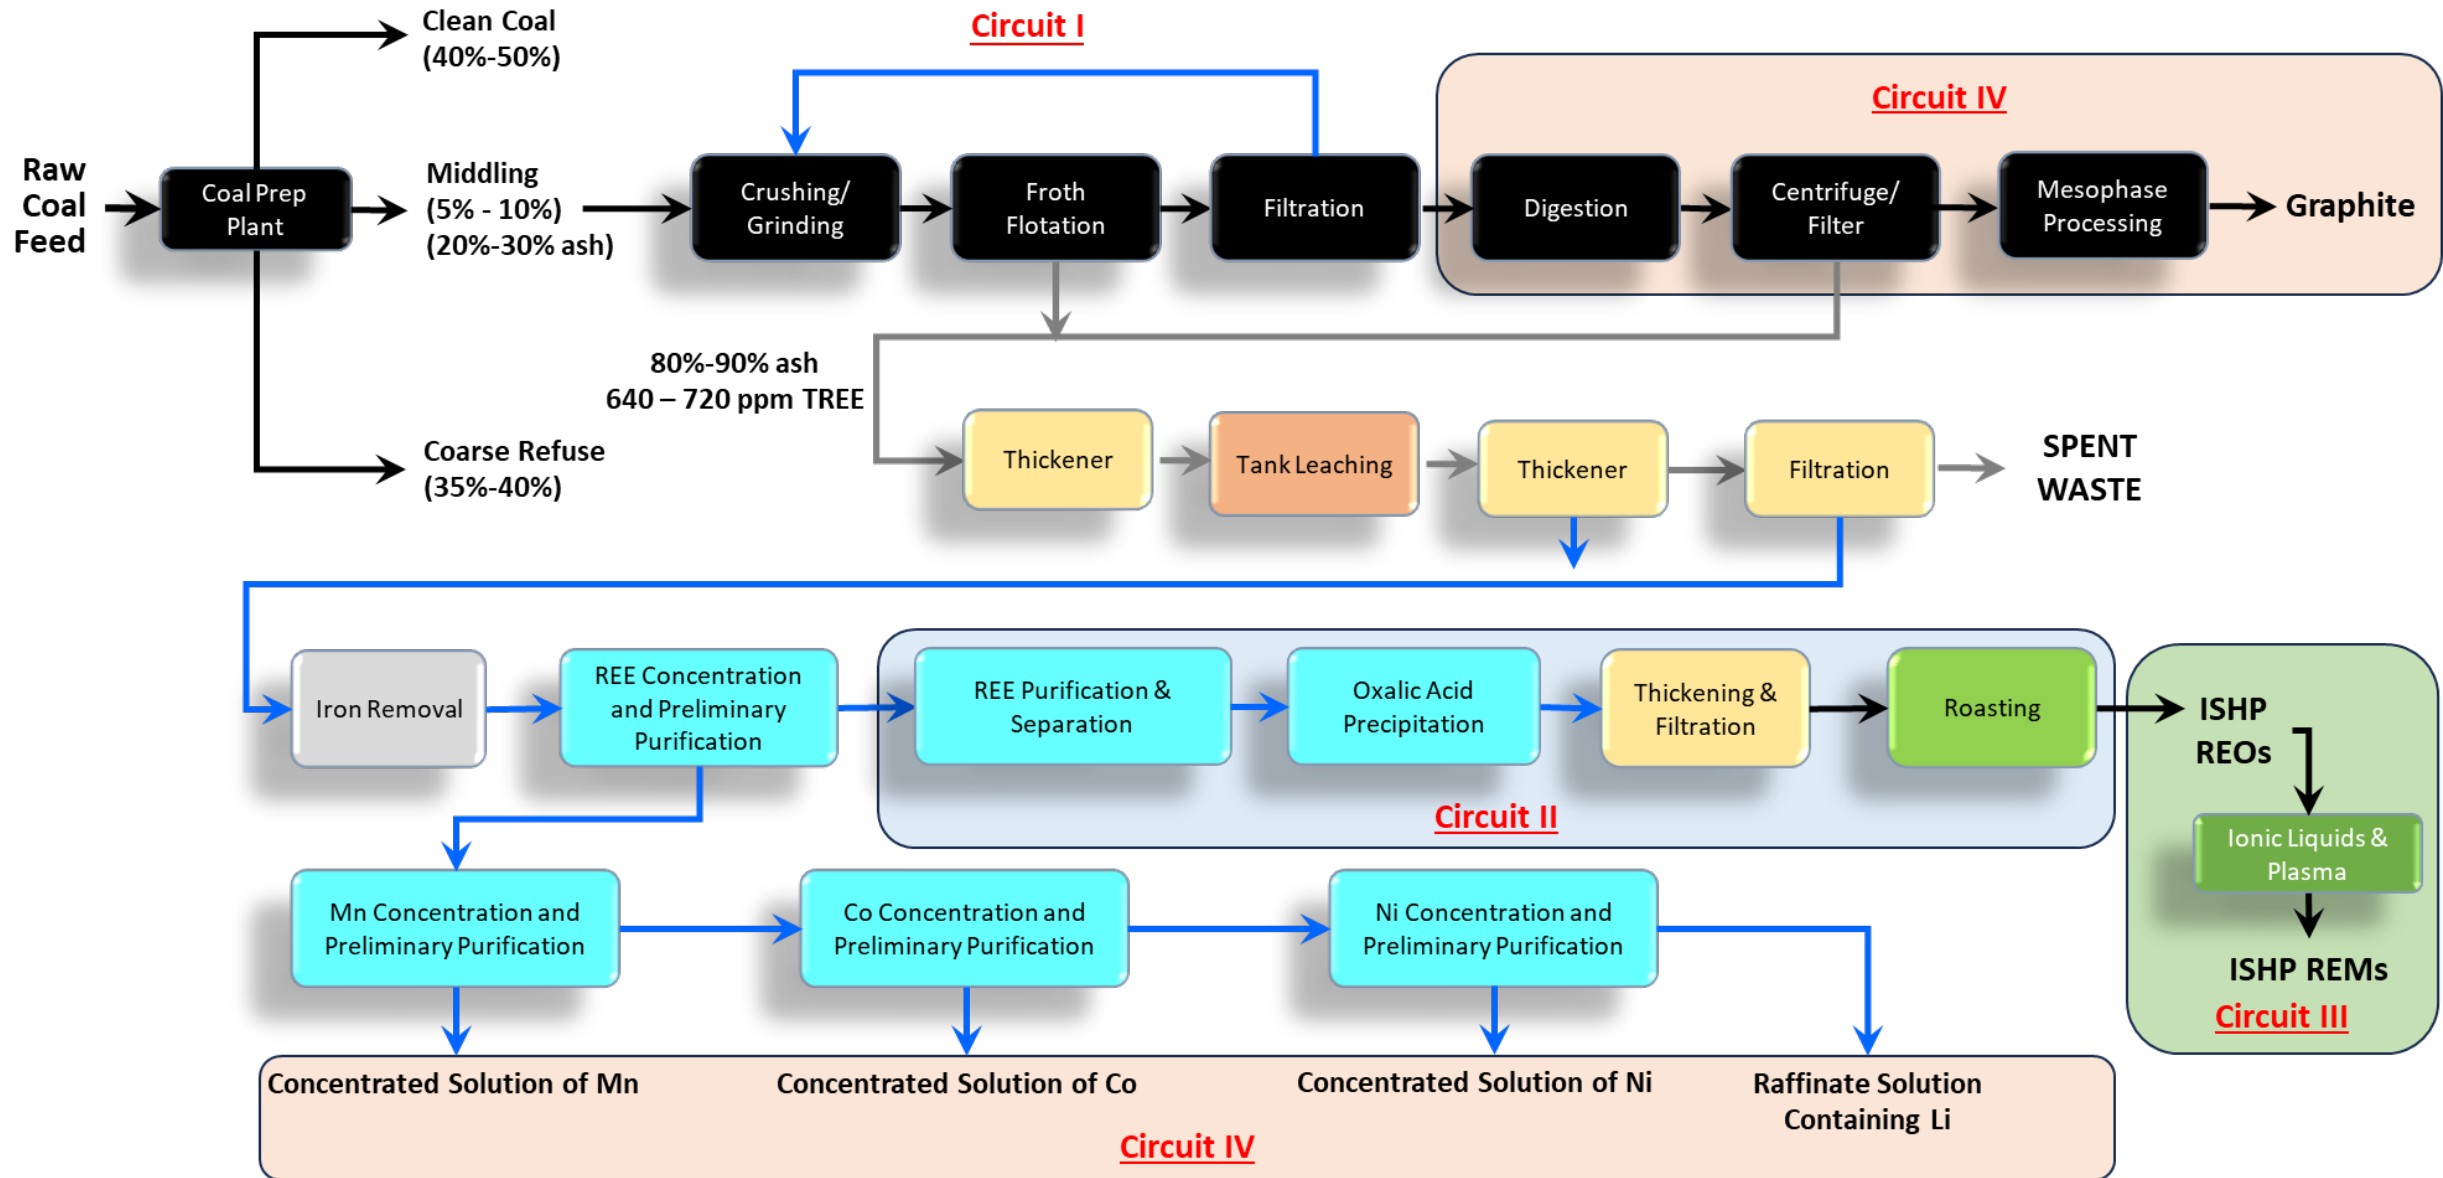 Clean Coal
(40%-50%)
Circuit I
Circuit IV
Raw
Coal
Feed
Coal Prep
Plant
Middling
(5% - 10%)
(20%-30% ash)
Crushing/
Grinding
Froth
Flotation
Filtration
Digestion
Centrifuge/
Filter
Mesophase
Processing
Graphite
80%-90% ash
640 – 720 ppm TREE
Coarse Refuse
(35%-40%)
Thickener
Tank Leaching
Thickener
Filtration
SPENT
WASTE
Iron Removal
REE Concentration
and Preliminary
Purification
REE Purification &
Separation
Oxalic Acid
Precipitation
Thickening &
Filtration
Roasting
Circuit II
ISHP
REOs
Ionic Liquids &
Plasma
ISHP REMs
Circuit III
Mn Concentration and
Preliminary Purification
Co Concentration and
Preliminary Purification
Ni Concentration and
Preliminary Purification
Concentrated Solution of Mn
Concentrated Solution of Co
Concentrated Solution of Ni
Raffinate Solution
Containing Li
Circuit IV